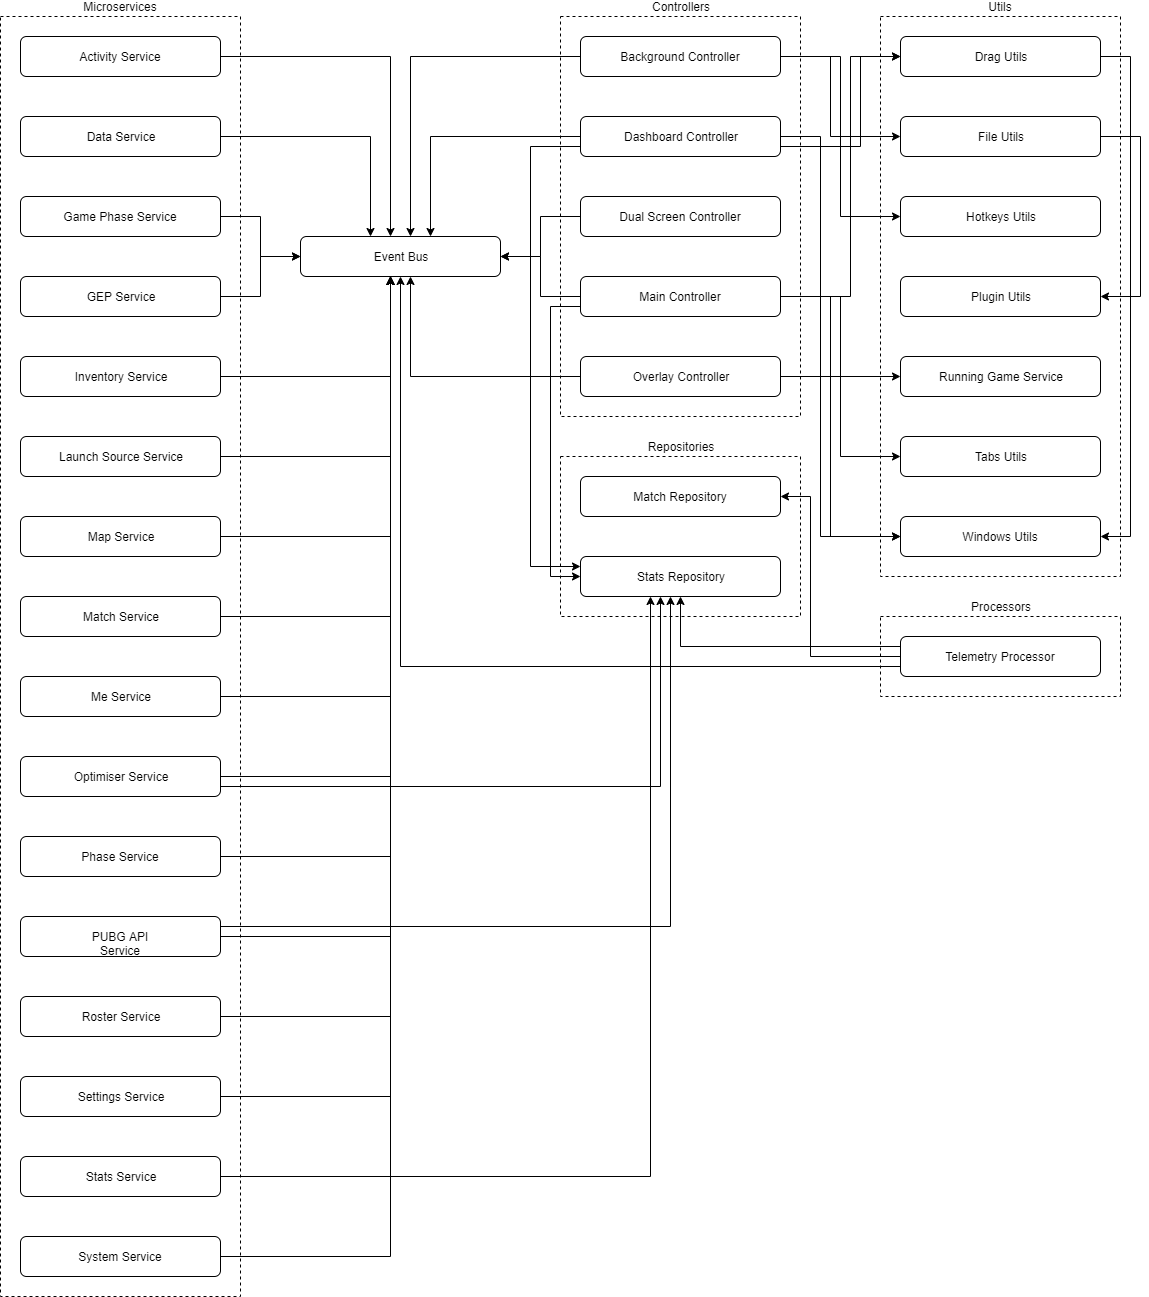 Microservices
Controllers
Utils
Activity Service
Background Controller
Drag Utils
Data Service
Dashboard Controller
File Utils
Game Phase Service
Dual Screen Controller
Hotkeys Utils
Event Bus
GEP Service
Main Controller
Plugin Utils
Inventory Service
Overlay Controller
Running Game Service
Repositories
Launch Source Service
Tabs Utils
Match Repository
Map Service
Windows Utils
Stats Repository
Processors
Match Service
Telemetry Processor
Me Service
Optimiser Service
Phase Service
PUBG API
Service
Roster Service
Settings Service
Stats Service
System Service